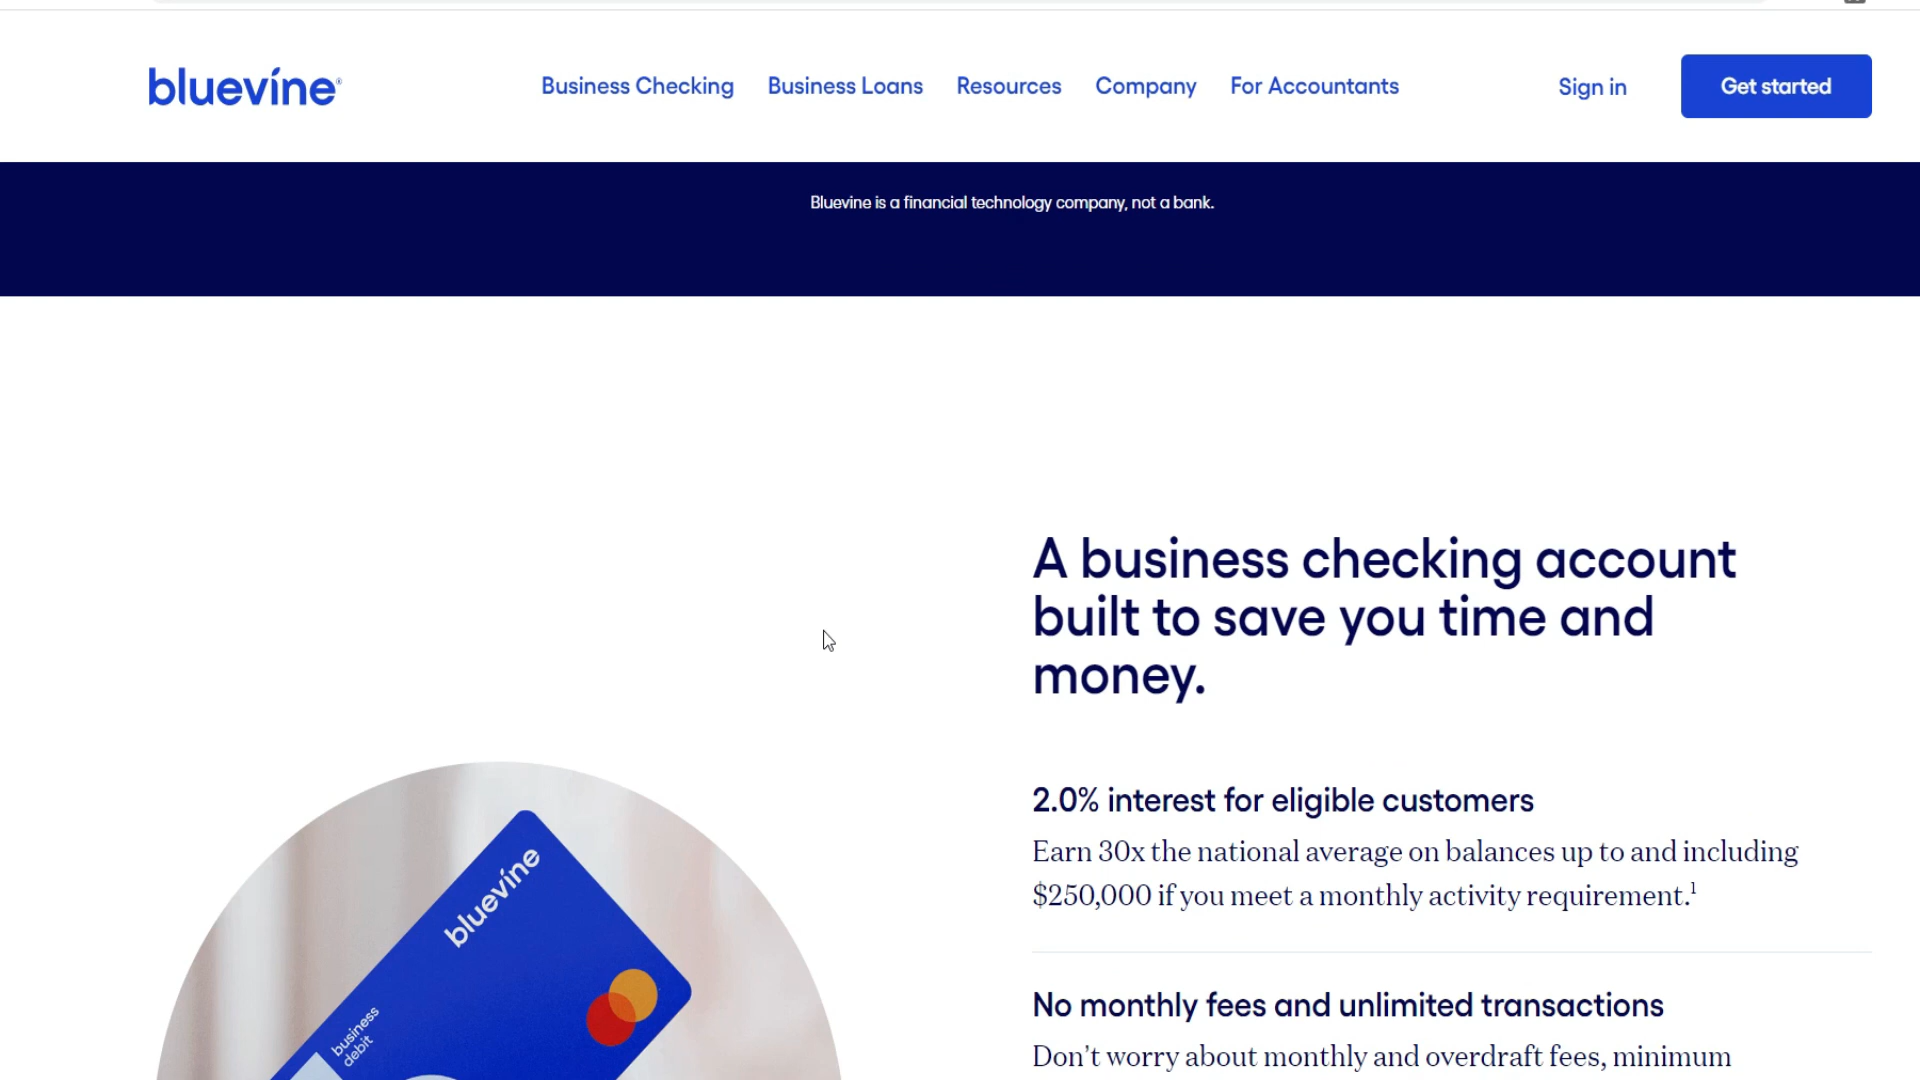 bluevíne®
Business Checking
Business Loans
Resources
Company
For Accountants
Sign in
Get started
Bluevine is a financial technology company, not a bank.
A business checking account
built to save you time and
money.
2.0% interest for eligible customers
Earn 30x the national average on balances up to and including
$250,000 if you meet a monthly activity requirement.¹
No monthly fees and unlimited transactions
Don’t worry about monthly and overdraft fees, minimum
bluevíne
business
debit